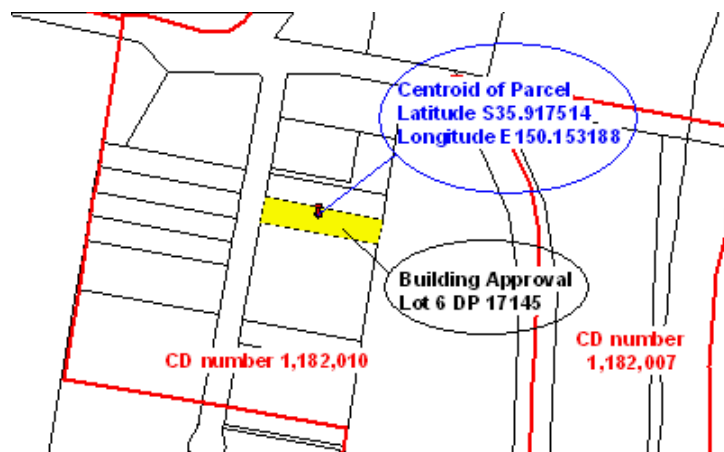 Centroid of Parcel
Latitude S35.917514
Longitude E150.153188
Building Approval
Lot 6 DP 17145
CD number 1,182,010
CD number
1,182,007